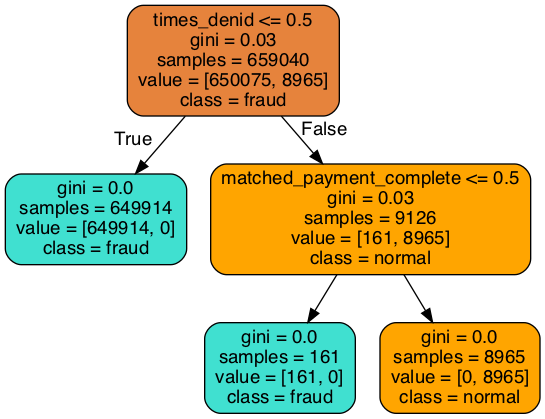 times_denid <= 0.5
gini = 0.03
samples = 659040
value = [650075, 8965]
class = fraud
True
False
gini = 0.0
samples = 649914
value = [649914, 0]
class = fraud
matched_payment_complete <= 0.5
gini = 0.03
samples = 9126
value = [161, 8965]
class = normal
gini = 0.0
samples = 161
value = [161, 0]
class = fraud
gini = 0.0
samples = 8965
value = [0, 8965]
class = normal